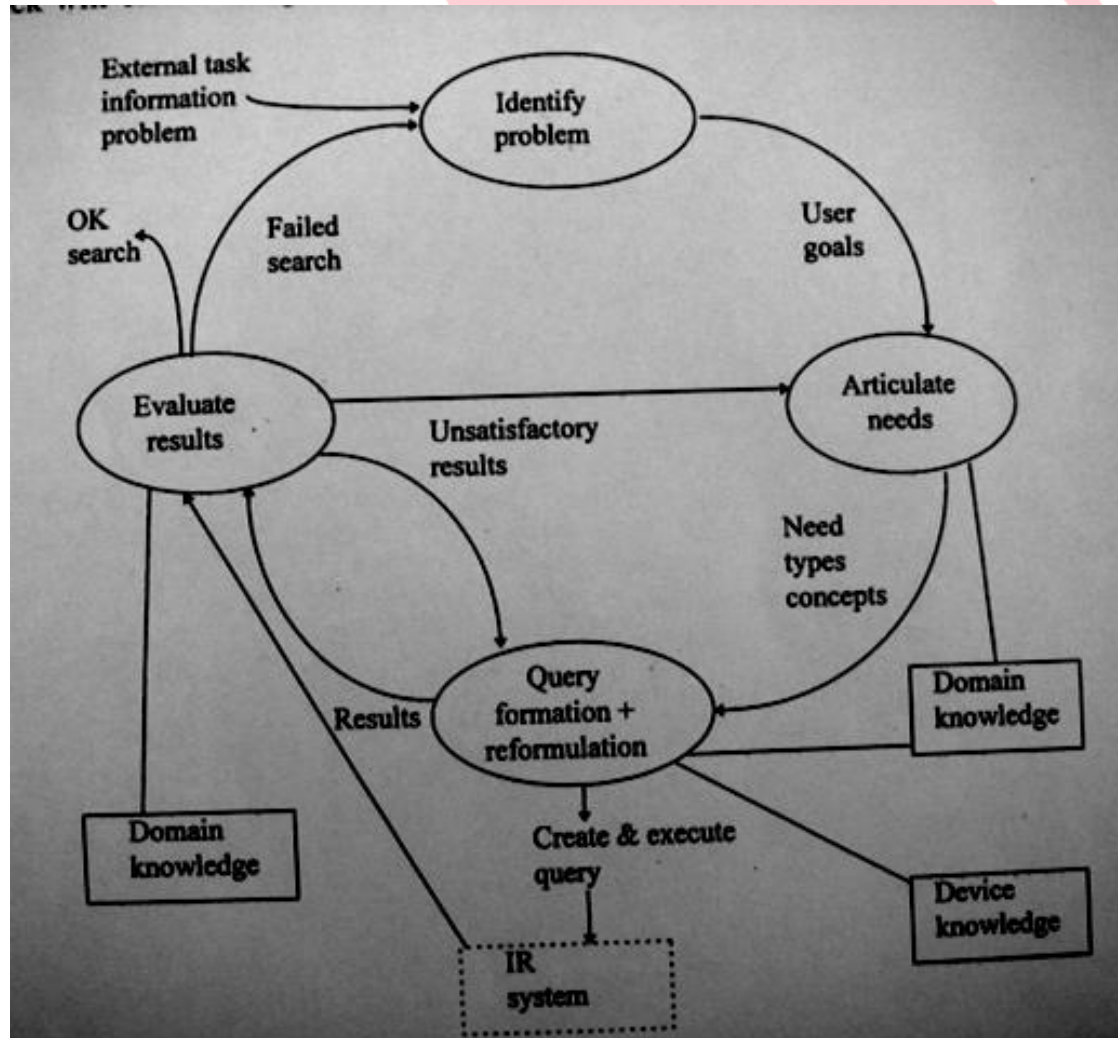 External task
information
problem
Identify
problem
OK
search
Failed
search
User
goals
Evaluate
results
Unsatisfactory
results
Articulate
needs
Need
types
concepts
Query
formation +
reformulation
Results
Domain
knowledge
Domain
knowledge
Create & execute
query
Device
knowledge
IR
system